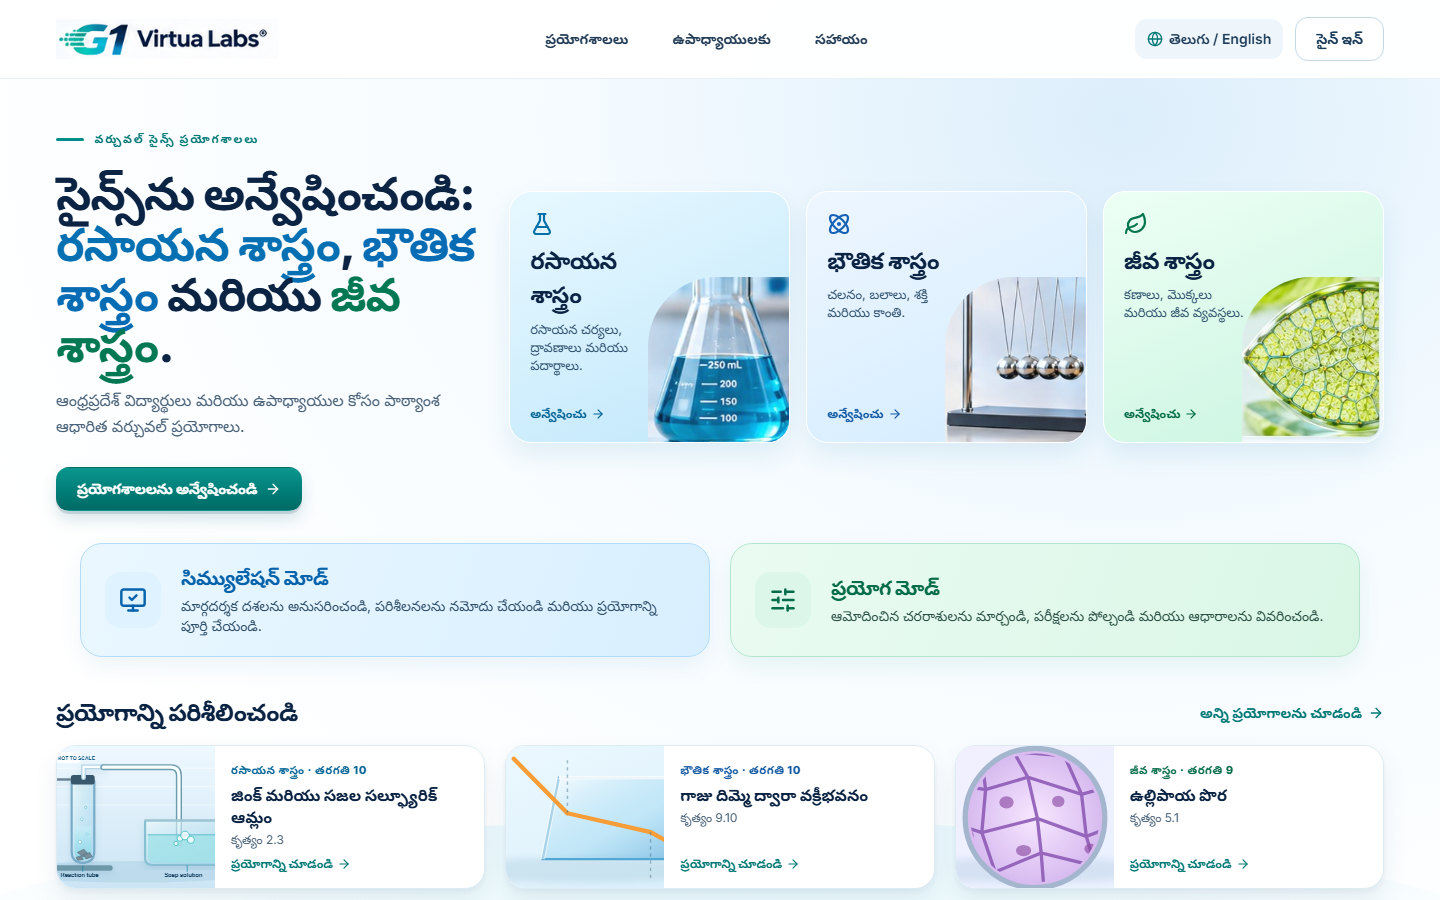 G1 Virtua Labs®
ప్రయోగశాలలు
ఉపాధ్యాయులకు
సహాయం
తెలుగు / English
సైన్ ఇన్
వర్చువల్ సైన్స్ ప్రయోగశాలలు
సైన్స్‌ను అన్వేషించండి:
రసాయన శాస్త్రం, భౌతిక
శాస్త్రం మరియు జీవ
శాస్త్రం.
ఆంధ్రప్రదేశ్ విద్యార్థులు మరియు ఉపాధ్యాయుల కోసం పాఠ్యాంశ
ఆధారిత వర్చువల్ ప్రయోగాలు.
ప్రయోగశాలలను అన్వేషించండి
రసాయన
శాస్త్రం
రసాయన చర్యలు,
ద్రావణాలు మరియు
పదార్థాలు.
అన్వేషించు
250 mL
200
150
100
భౌతిక శాస్త్రం
చలనం, బలాలు, శక్తి
మరియు కాంతి.
అన్వేషించు
జీవ శాస్త్రం
కణాలు, మొక్కలు
మరియు జీవ వ్యవస్థలు.
అన్వేషించు
సిమ్యులేషన్ మోడ్
మార్గదర్శక దశలను అనుసరించండి, పరిశీలనలను నమోదు చేయండి మరియు ప్రయోగాన్ని
పూర్తి చేయండి.
ప్రయోగ మోడ్
ఆమోదించిన చరరాశులను మార్చండి, పరీక్షలను పోల్చండి మరియు ఆధారాలను వివరించండి.
ప్రయోగాన్ని పరిశీలించండి
అన్ని ప్రయోగాలను చూడండి
NOT TO SCALE
Reaction tube
Soap solution
రసాయన శాస్త్రం · తరగతి 10
జింక్ మరియు సజల సల్ఫ్యూరిక్
ఆమ్లం
కృత్యం 2.3
ప్రయోగాన్ని చూడండి
భౌతిక శాస్త్రం · తరగతి 10
గాజు దిమ్మె ద్వారా వక్రీభవనం
కృత్యం 9.10
ప్రయోగాన్ని చూడండి
జీవ శాస్త్రం · తరగతి 9
ఉల్లిపాయ పొర
కృత్యం 5.1
ప్రయోగాన్ని చూడండి